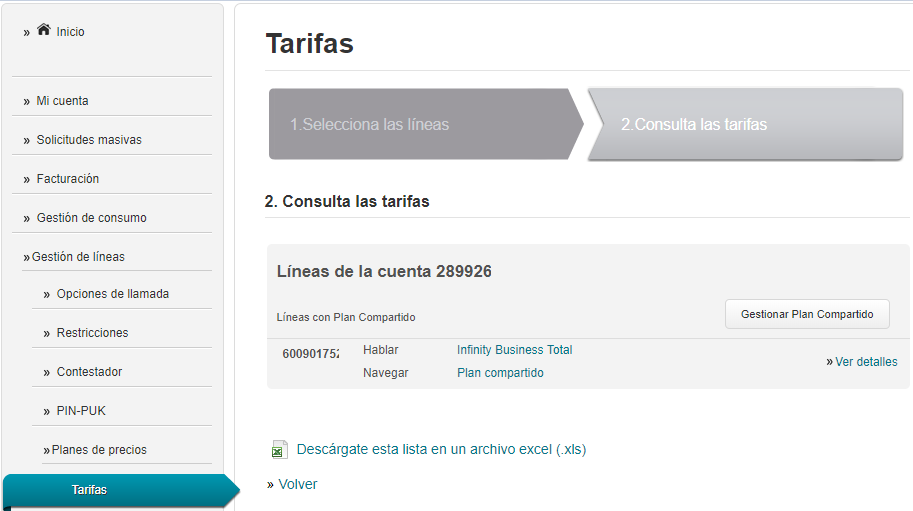 » Inicio
» Mi cuenta
» Solicitudes masivas
» Facturación
» Gestión de consumo
» Gestión de líneas
» Opciones de llamada
» Restricciones
» Contestador
» PIN-PUK
» Planes de precios
Tarifas
Tarifas
1.Selecciona las líneas
2.Consulta las tarifas
2. Consulta las tarifas
Líneas de la cuenta 289926
Líneas con Plan Compartido
Gestionar Plan Compartido
600901752 Hablar Infinity Business Total
Navegar Plan compartido
» Ver detalles
Descárgate esta lista en un archivo excel (.xls)
» Volver